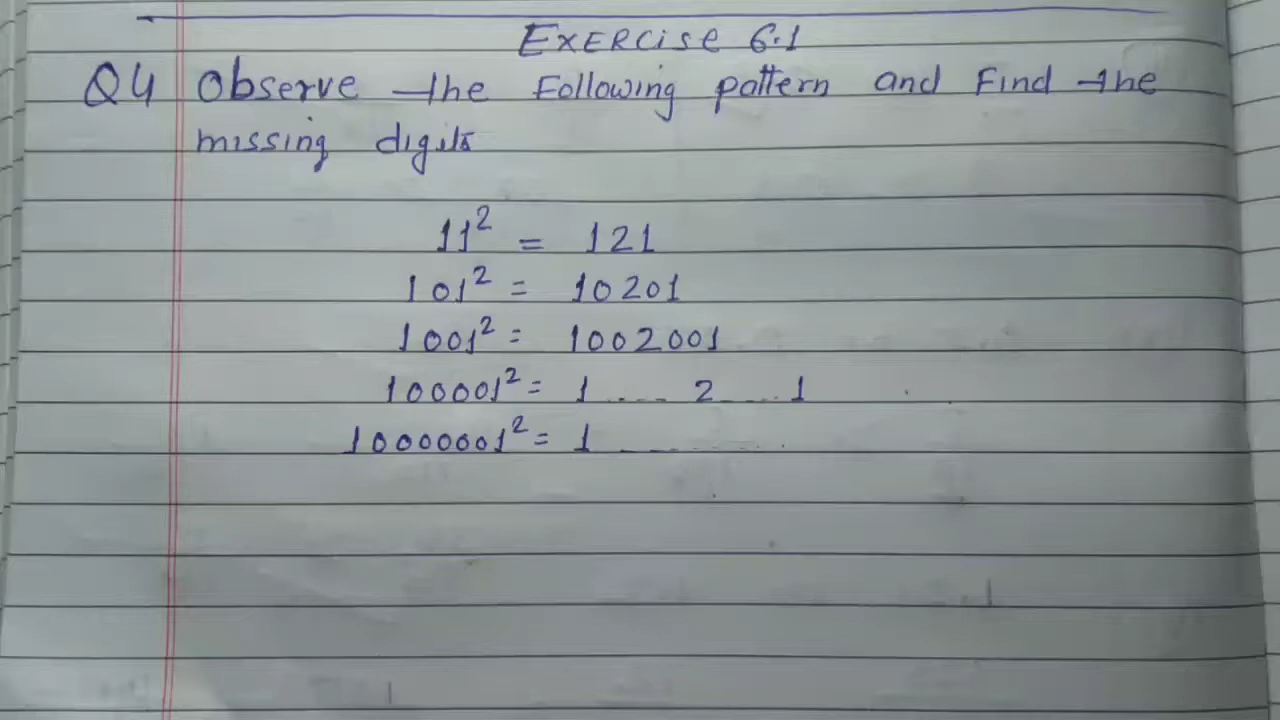 Exercise 6.1
Q4 Observe the Following pattern and Find the
missing digits
11² = 121
101² = 10201
1001² = 1002001
100001² = 1 .... 2 .... 1
10000001² = 1 ..........